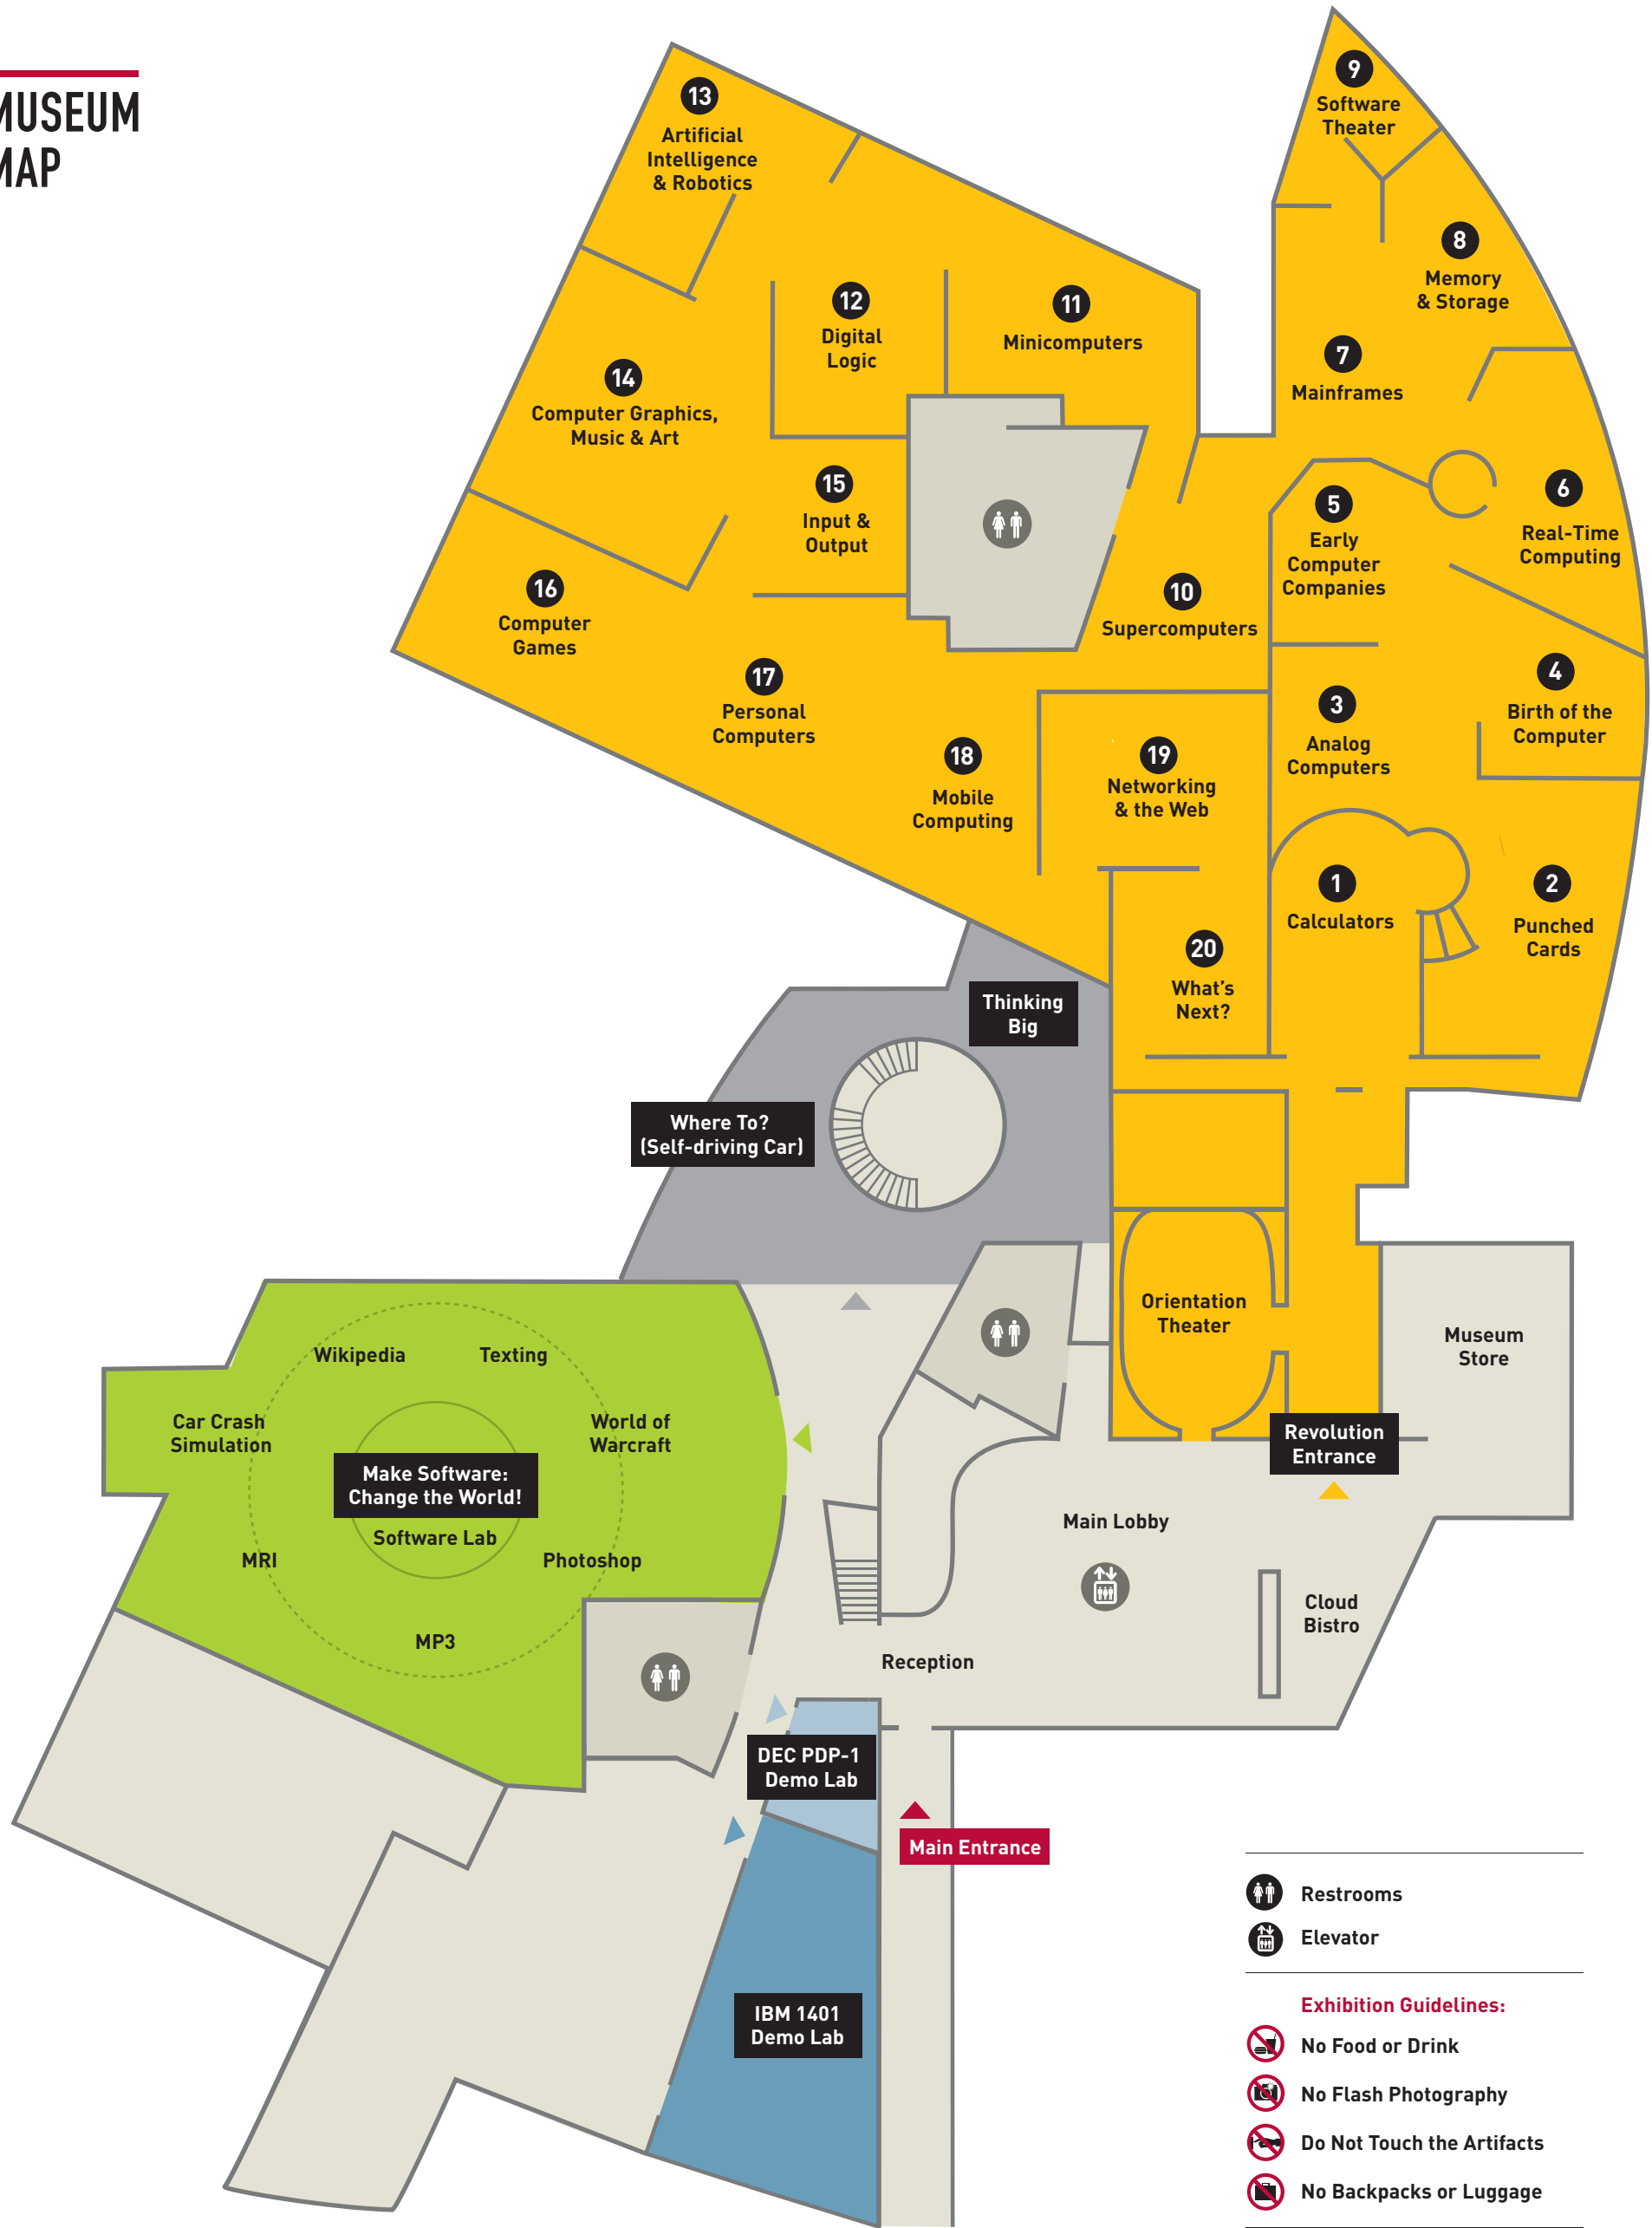 MUSEUM
MAP
9
Software
Theater
13
Artificial
Intelligence
& Robotics
8
Memory
& Storage
12
Digital
Logic
11
Minicomputers
7
Mainframes
14
Computer Graphics,
Music & Art
15
Input &
Output
5
Early
Computer
Companies
6
Real-Time
Computing
16
Computer
Games
10
Supercomputers
17
Personal
Computers
4
Birth of the
Computer
3
Analog
Computers
18
Mobile
Computing
19
Networking
& the Web
1
Calculators
2
Punched
Cards
20
What’s
Next?
Thinking
Big
Where To?
(Self-driving Car)
Orientation
Theater
Museum
Store
Wikipedia
Texting
Car Crash
Simulation
World of
Warcraft
Revolution
Entrance
Make Software:
Change the World!
Software Lab
MRI
Photoshop
MP3
Main Lobby
Cloud
Bistro
Reception
DEC PDP-1
Demo Lab
Main Entrance
IBM 1401
Demo Lab
Restrooms
Elevator
Exhibition Guidelines:
No Food or Drink
No Flash Photography
Do Not Touch the Artifacts
No Backpacks or Luggage